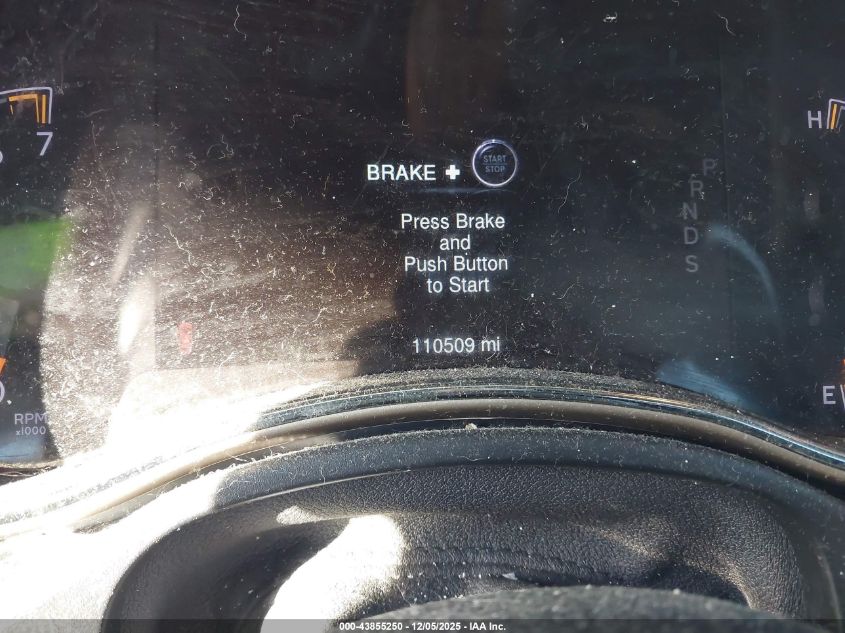 7
H
BRAKE + START STOP
P
R
N
D
S
Press Brake
and
Push Button
to Start
110509 mi
E
RPM
x1000
000-43855250 - 12/05/2025 - IAA Inc.